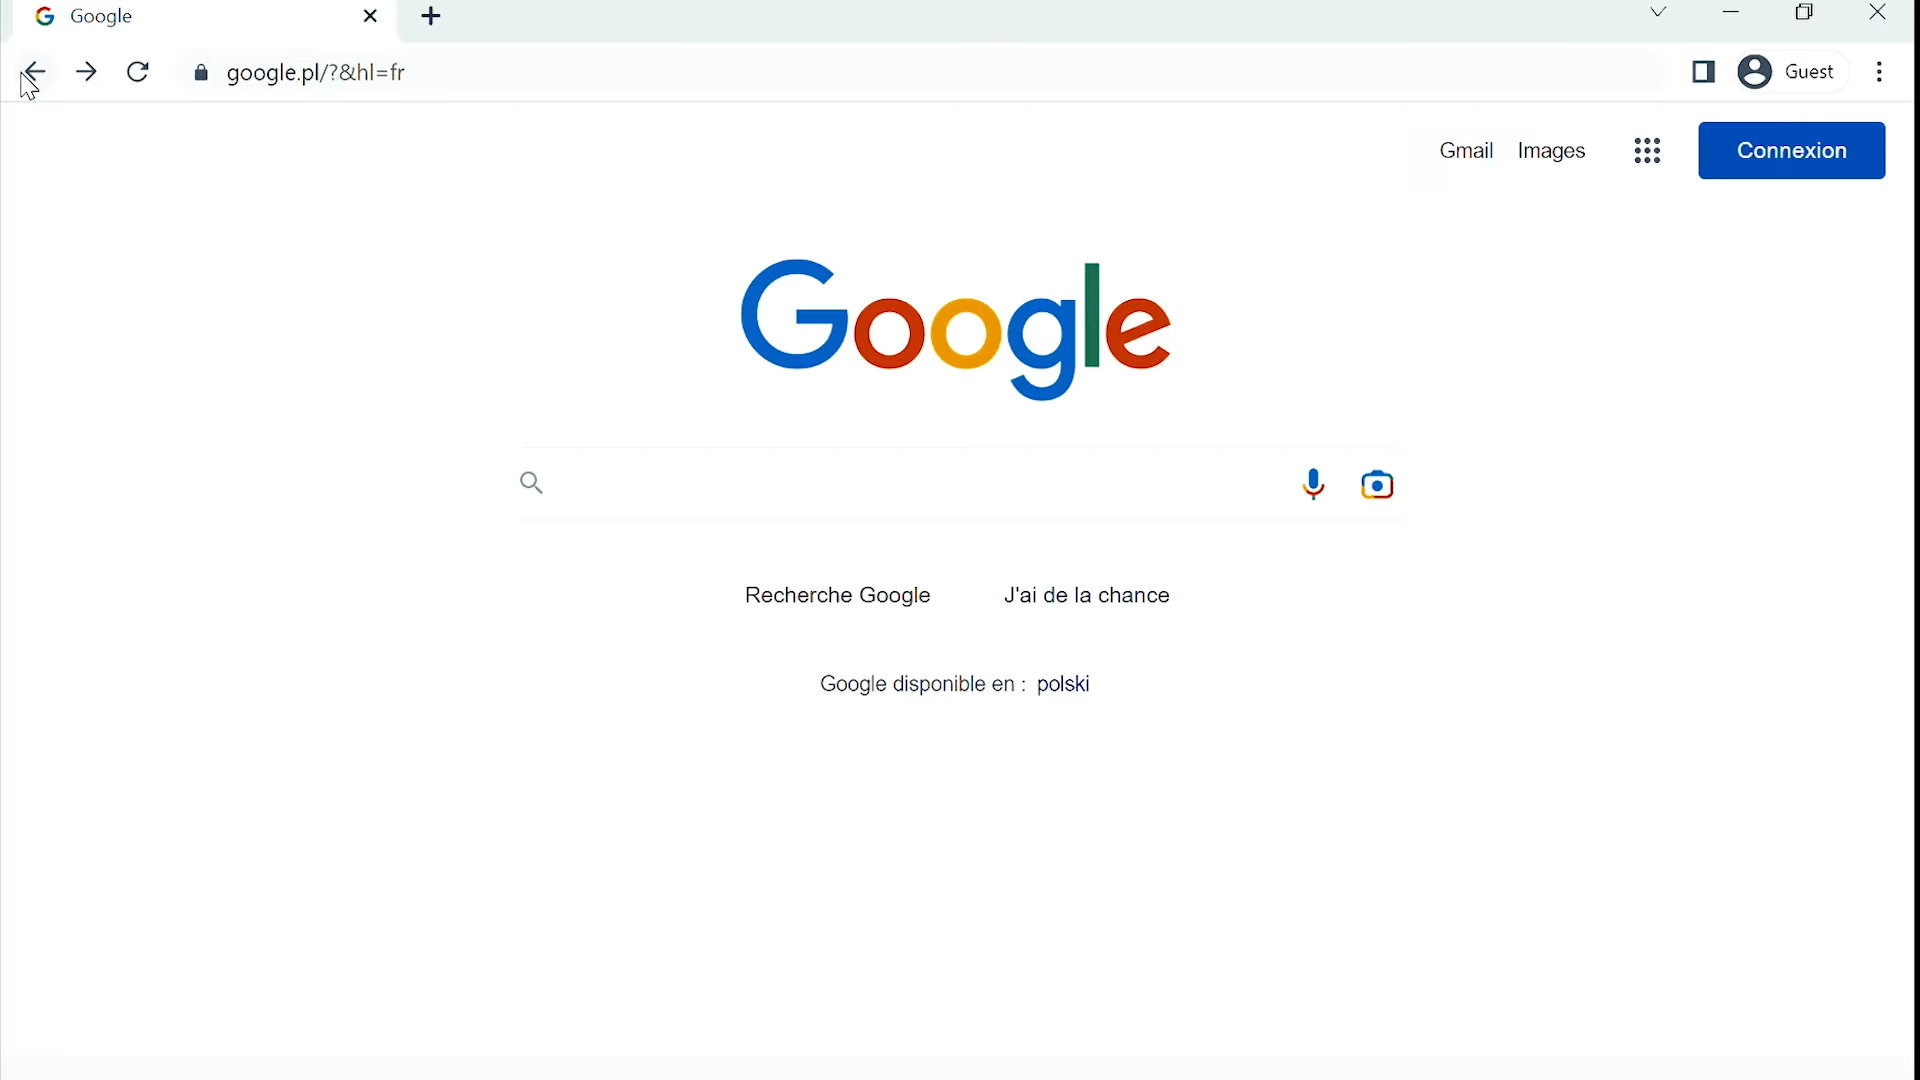 Google
google.pl/?&hl=fr
Guest
Gmail Images
Connexion
Google
Recherche Google J'ai de la chance
Google disponible en : polski